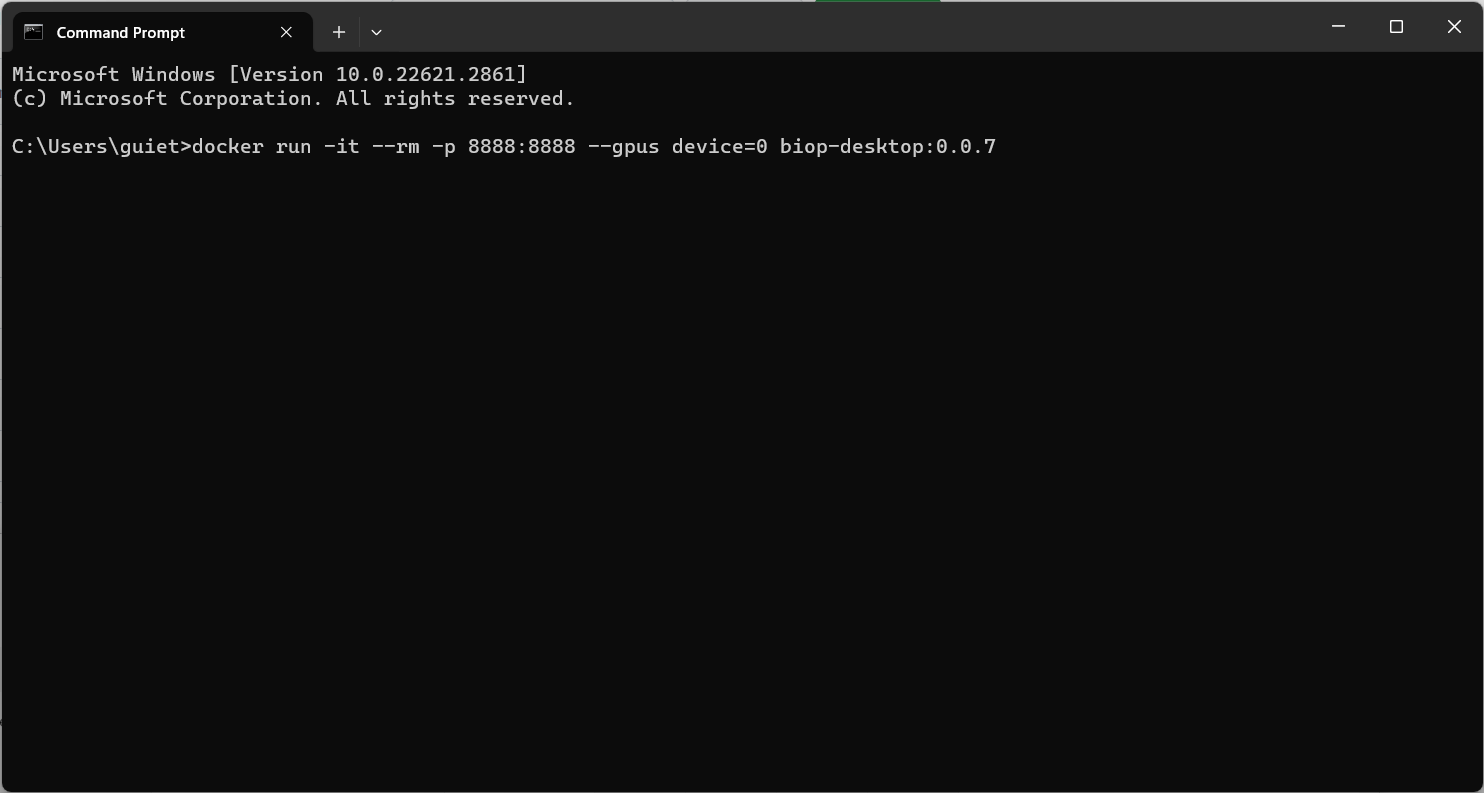 Command Prompt
Microsoft Windows [Version 10.0.22621.2861]
(c) Microsoft Corporation. All rights reserved.
C:\Users\guiet>docker run -it --rm -p 8888:8888 --gpus device=0 biop-desktop:0.0.7